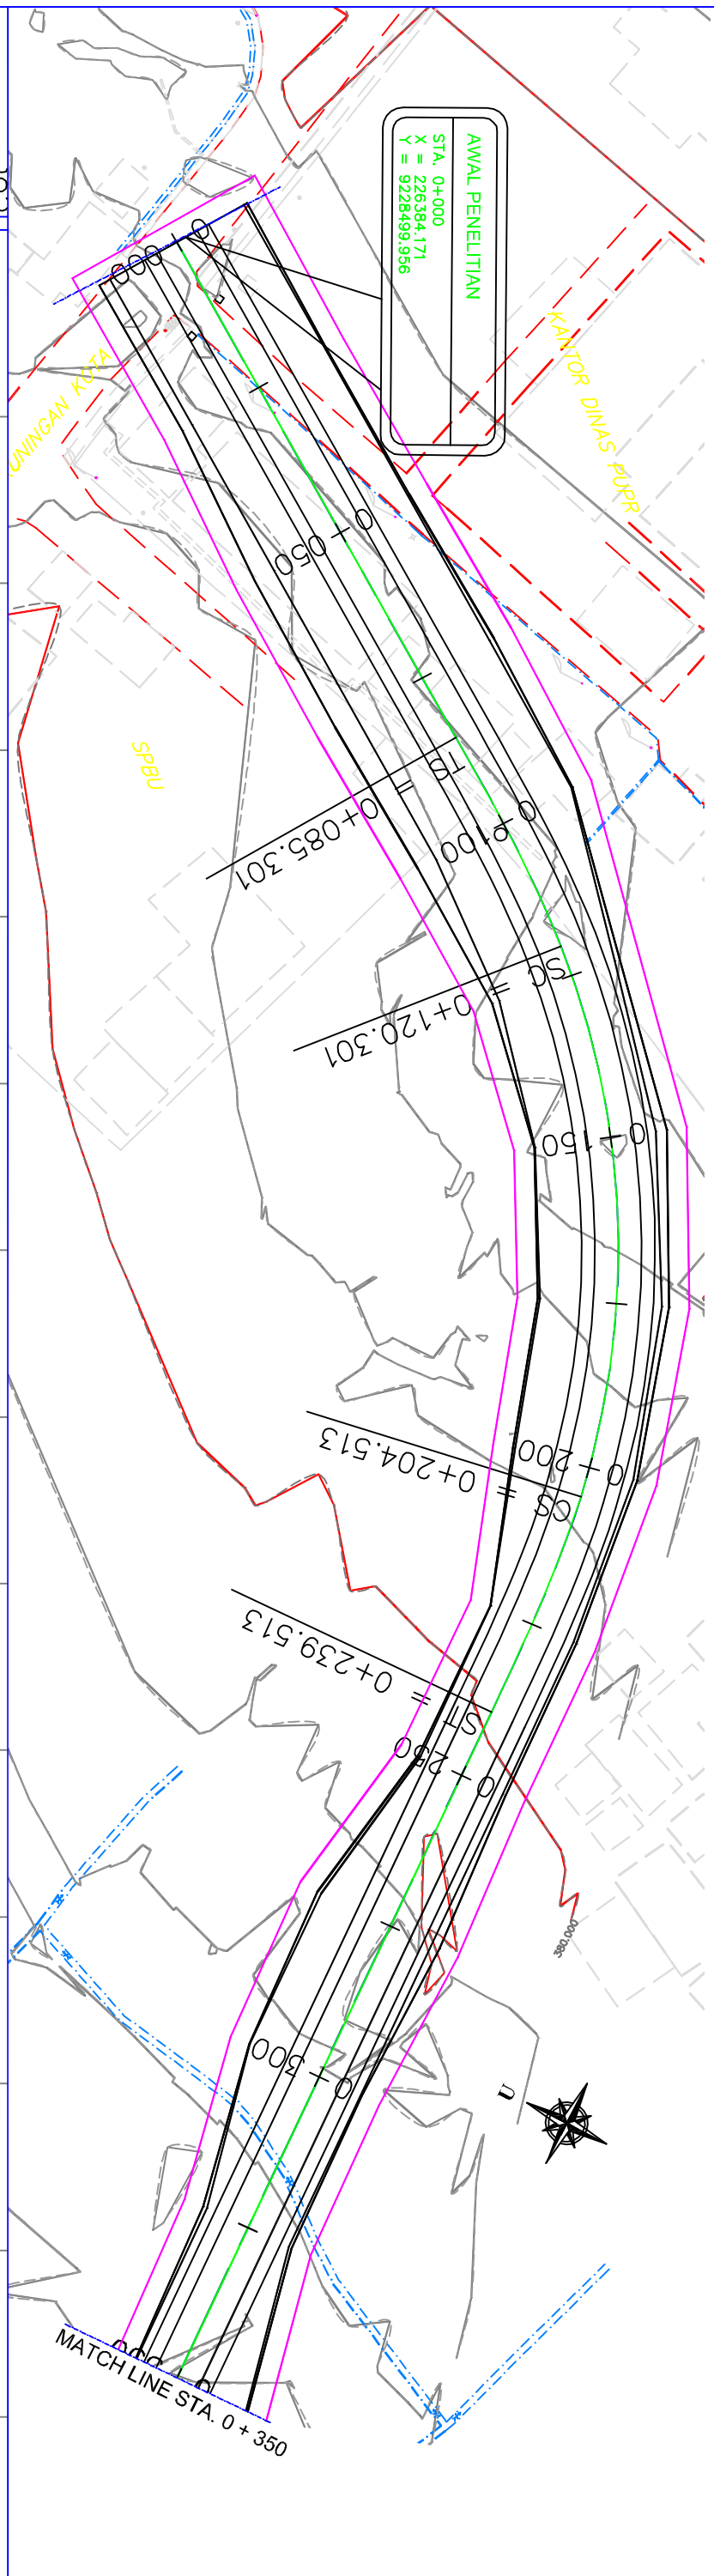 AWAL PENELITIAN
STA. 0+000
X = 226384.171
Y = 9228499.956
KANTOR DINAS PUPR
UNINGAN KUTA
0+050
SPBU
TS = 0+085.301
0+100
SC = 0+120.301
0+150
0+200
CS = 0+204.513
ST = 0+239.513
0+250
380.000
0+300
U
MATCH LINE STA. 0 + 350